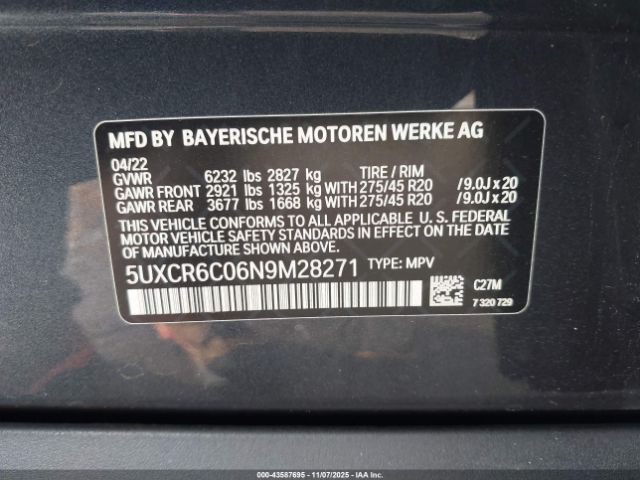 MFD BY BAYERISCHE MOTOREN WERKE AG
04/22
GVWR 6232 lbs 2827 kg TIRE / RIM
GAWR FRONT 2921 lbs 1325 kg WITH 275/45 R20 /9.0J x 20
GAWR REAR 3677 lbs 1668 kg WITH 275/45 R20 /9.0J x 20
THIS VEHICLE CONFORMS TO ALL APPLICABLE U. S. FEDERAL
MOTOR VEHICLE SAFETY STANDARDS IN EFFECT ON THE DATE
OF MANUFACTURE SHOWN ABOVE.
5UXCR6C06N9M28271 TYPE: MPV
C27M
7 320 729
000-43587695 - 11/07/2025 - IAA, Inc.